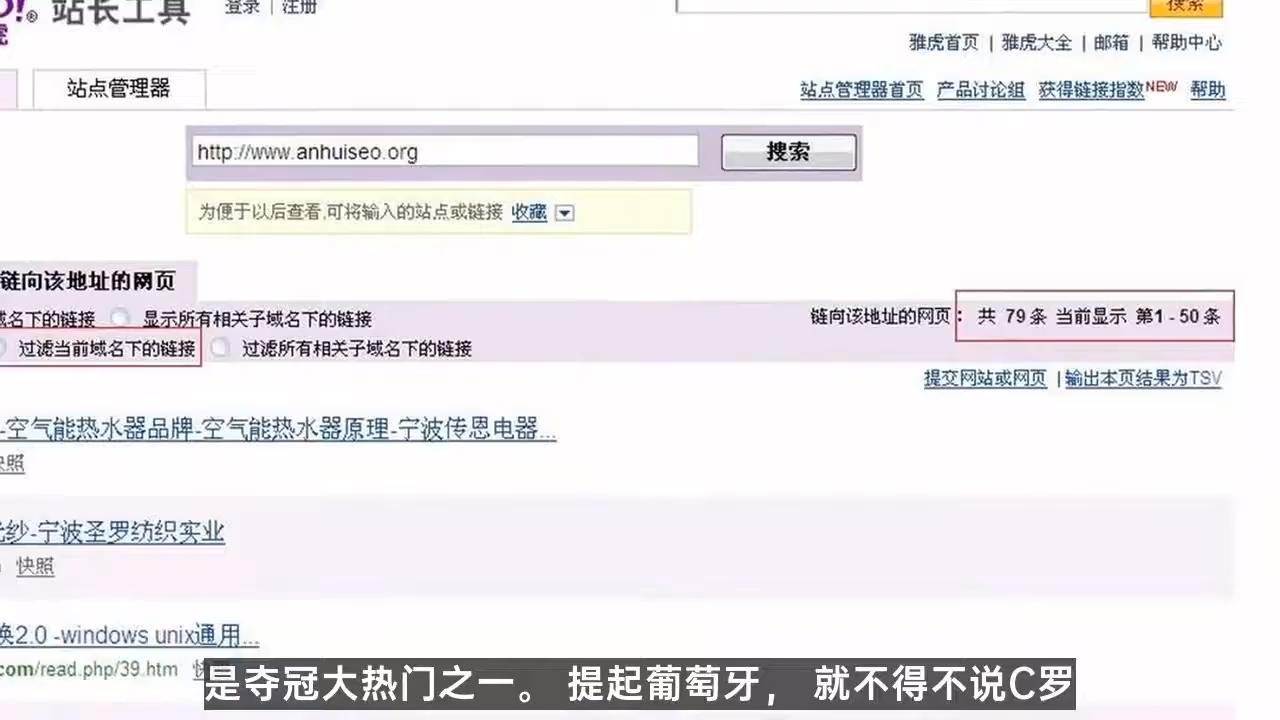 O!® 站长工具 登录 | 注册 搜索
雅虎首页 | 雅虎大全 | 邮箱 | 帮助中心
站点管理器 站点管理器首页 产品讨论组 获得链接指数NEW 帮助
http://www.anhuiseo.org 搜索
为便于以后查看,可将输入的站点或链接 收藏
链向该地址的网页
域名下的链接 显示所有相关子域名下的链接 链向该地址的网页: 共 79 条 当前显示 第1 - 50 条
过滤当前域名下的链接 过滤所有相关子域名下的链接
提交网站或网页 | 输出本页结果为TSV
-空气能热水器品牌-空气能热水器原理-宁波传恩电器...
快照
纱-宁波圣罗纺织实业
快照
换2.0 -windows unix通用...
com/read.php/39.htm 快照
是夺冠大热门之一。 提起葡萄牙, 就不得不说C罗